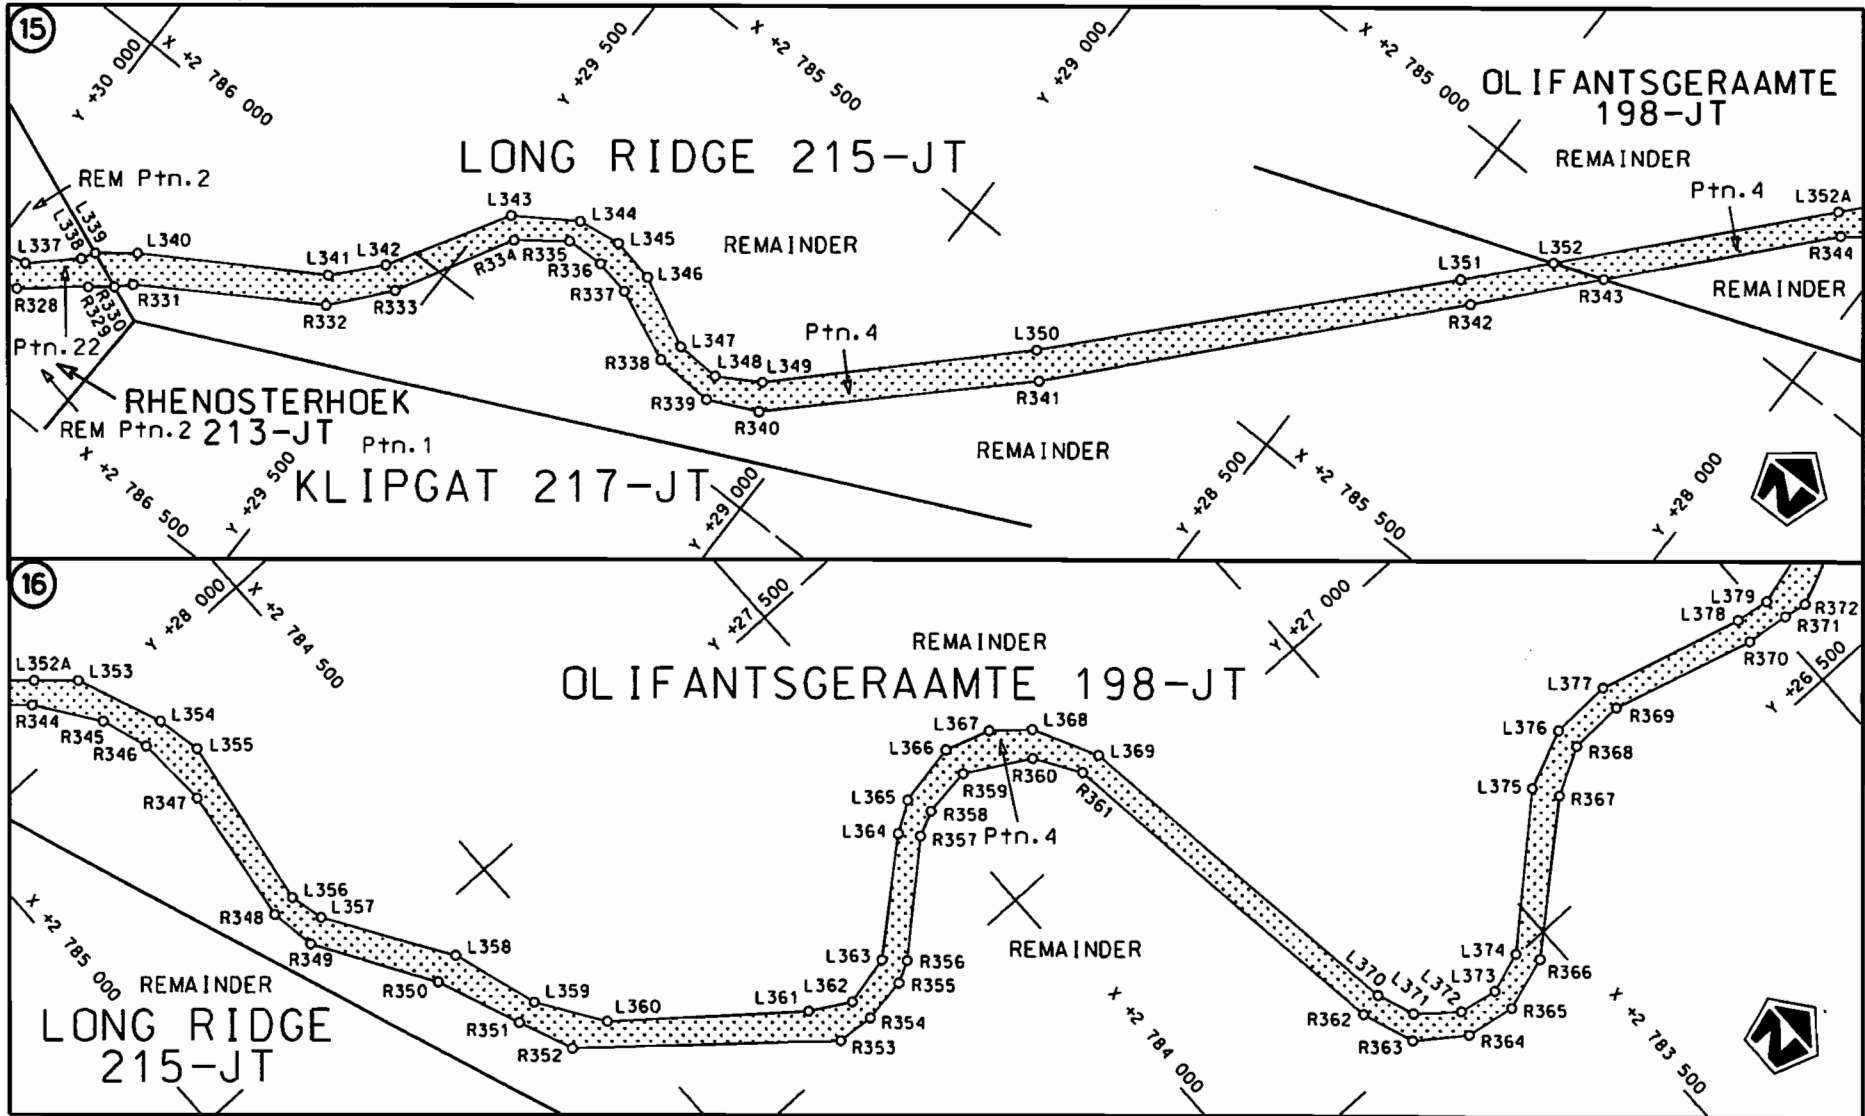 15
Y +30 000
X +2 786 000
Y +29 500
X +2 785 500
Y +29 000
X +2 785 000
OLIFANTSGERAAMTE
198-JT
REMAINDER
LONG RIDGE 215-JT
REM Ptn.2
Ptn.4
L337
L338
L339
L340
L341
L342
L343
L344
L345
L346
REMAINDER
L347
L348
L349
L350
L351
L352
L352A
R328
R329
R330
R331
R332
R333
R334
R335
R336
R337
R338
R339
R340
R341
R342
R343
R344
REMAINDER
Ptn.4
Ptn.22
RHENOSTERHOEK
213-JT
REM Ptn.2
Ptn.1
KLIPGAT 217-JT
REMAINDER
X +2 786 500
Y +29 500
Y +29 000
Y +28 500
X +2 785 500
Y +28 000
16
Y +28 000
X +2 784 500
Y +27 500
REMAINDER
Y +27 000
OLIFANTSGERAAMTE 198-JT
Y +26 500
L352A
L353
L354
L355
L356
L357
L358
L359
L360
L361
L362
L363
L364
L365
L366
L367
L368
L369
L370
L371
L372
L373
L374
L375
L376
L377
L378
L379
R344
R345
R346
R347
R348
R349
R350
R351
R352
R353
R354
R355
R356
R357
R358
R359
R360
R361
R362
R363
R364
R365
R366
R367
R368
R369
R370
R371
R372
Ptn.4
REMAINDER
X +2 785 000
REMAINDER
LONG RIDGE
215-JT
X +2 784 000
X +2 783 500